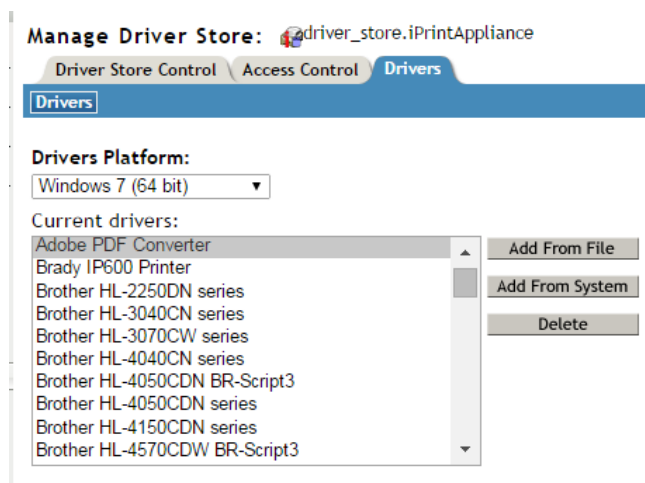 Manage Driver Store: driver_store.iPrintAppliance
Driver Store Control Access Control Drivers
Drivers
Drivers Platform:
Windows 7 (64 bit)
Current drivers:
Adobe PDF Converter
Add From File
Brady IP600 Printer
Brother HL-2250DN series
Add From System
Brother HL-3040CN series
Brother HL-3070CW series
Delete
Brother HL-4040CN series
Brother HL-4050CDN BR-Script3
Brother HL-4050CDN series
Brother HL-4150CDN series
Brother HL-4570CDW BR-Script3